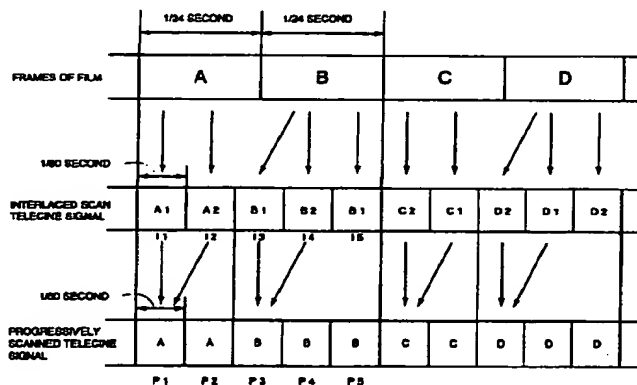 1/24 SECOND 1/24 SECOND
FRAMES OF FILM A B C D
1/60 SECOND
INTERLACED SCAN
TELECINE SIGNAL
A1 A2 B1 B2 B1 C2 C1 D2 D1 D2
I1 I2 I3 I4 I5
1/60 SECOND
PROGRESSIVELY
SCANNED TELECINE
SIGNAL
A A B B B C C D D D
P1 P2 P3 P4 P5